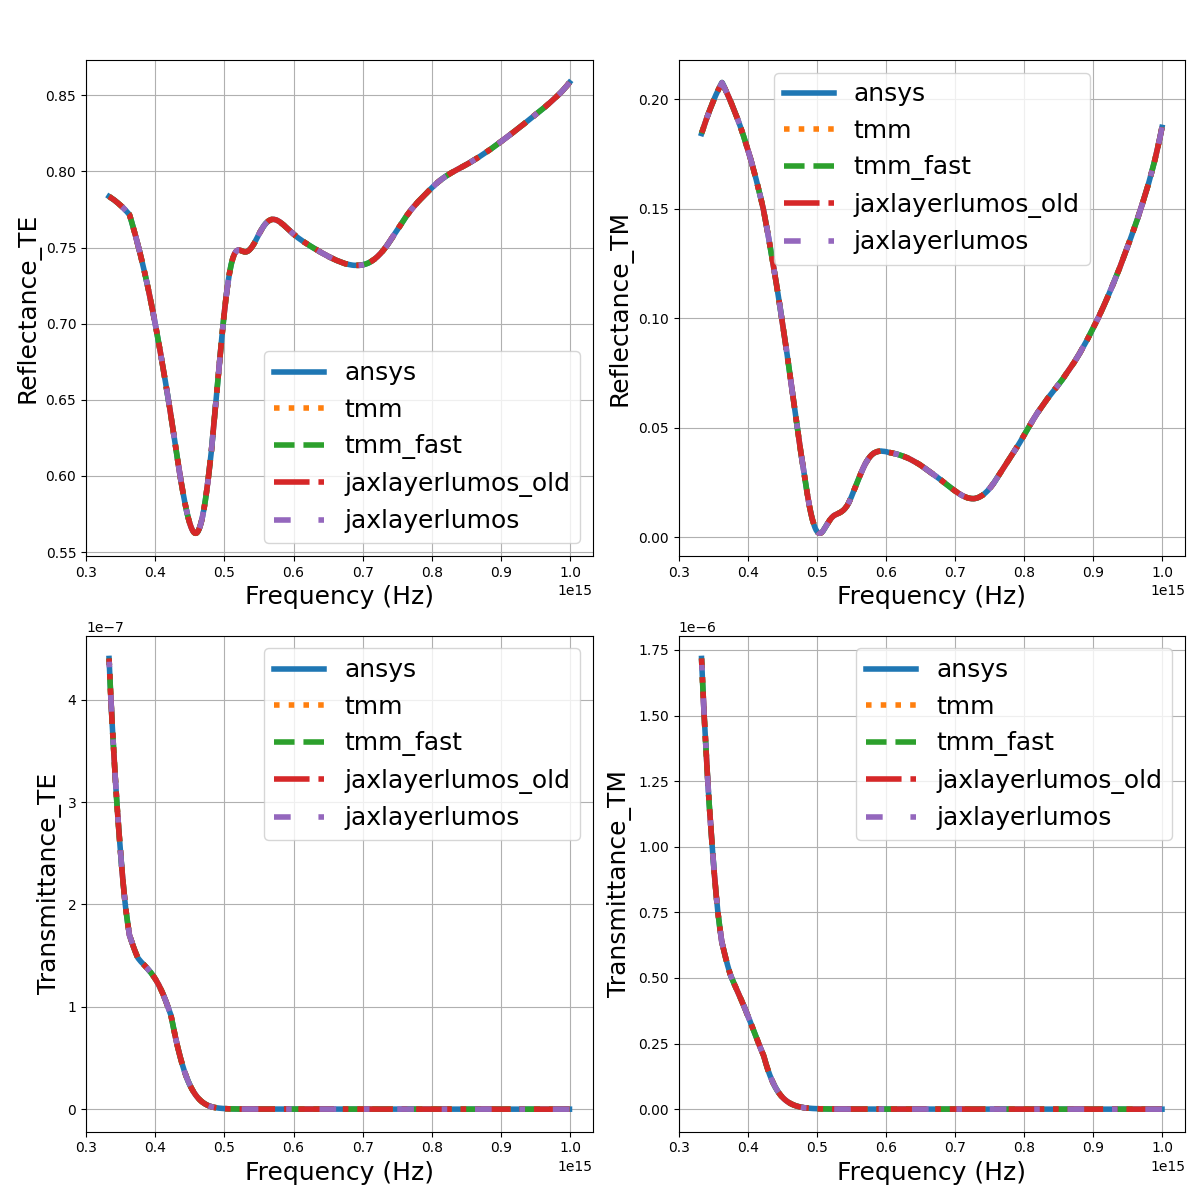 0.85
0.80
0.75
0.70
0.65
0.60
0.55
Reflectance_TE
ansys
tmm
tmm_fast
jaxlayerlumos_old
jaxlayerlumos
0.3 0.4 0.5 0.6 0.7 0.8 0.9 1.0
1e15
Frequency (Hz)
0.20
0.15
0.10
0.05
0.00
Reflectance_TM
ansys
tmm
tmm_fast
jaxlayerlumos_old
jaxlayerlumos
0.3 0.4 0.5 0.6 0.7 0.8 0.9 1.0
1e15
Frequency (Hz)
1e−7
4
3
2
1
0
Transmittance_TE
ansys
tmm
tmm_fast
jaxlayerlumos_old
jaxlayerlumos
0.3 0.4 0.5 0.6 0.7 0.8 0.9 1.0
1e15
Frequency (Hz)
1e−6
1.75
1.50
1.25
1.00
0.75
0.50
0.25
0.00
Transmittance_TM
ansys
tmm
tmm_fast
jaxlayerlumos_old
jaxlayerlumos
0.3 0.4 0.5 0.6 0.7 0.8 0.9 1.0
1e15
Frequency (Hz)